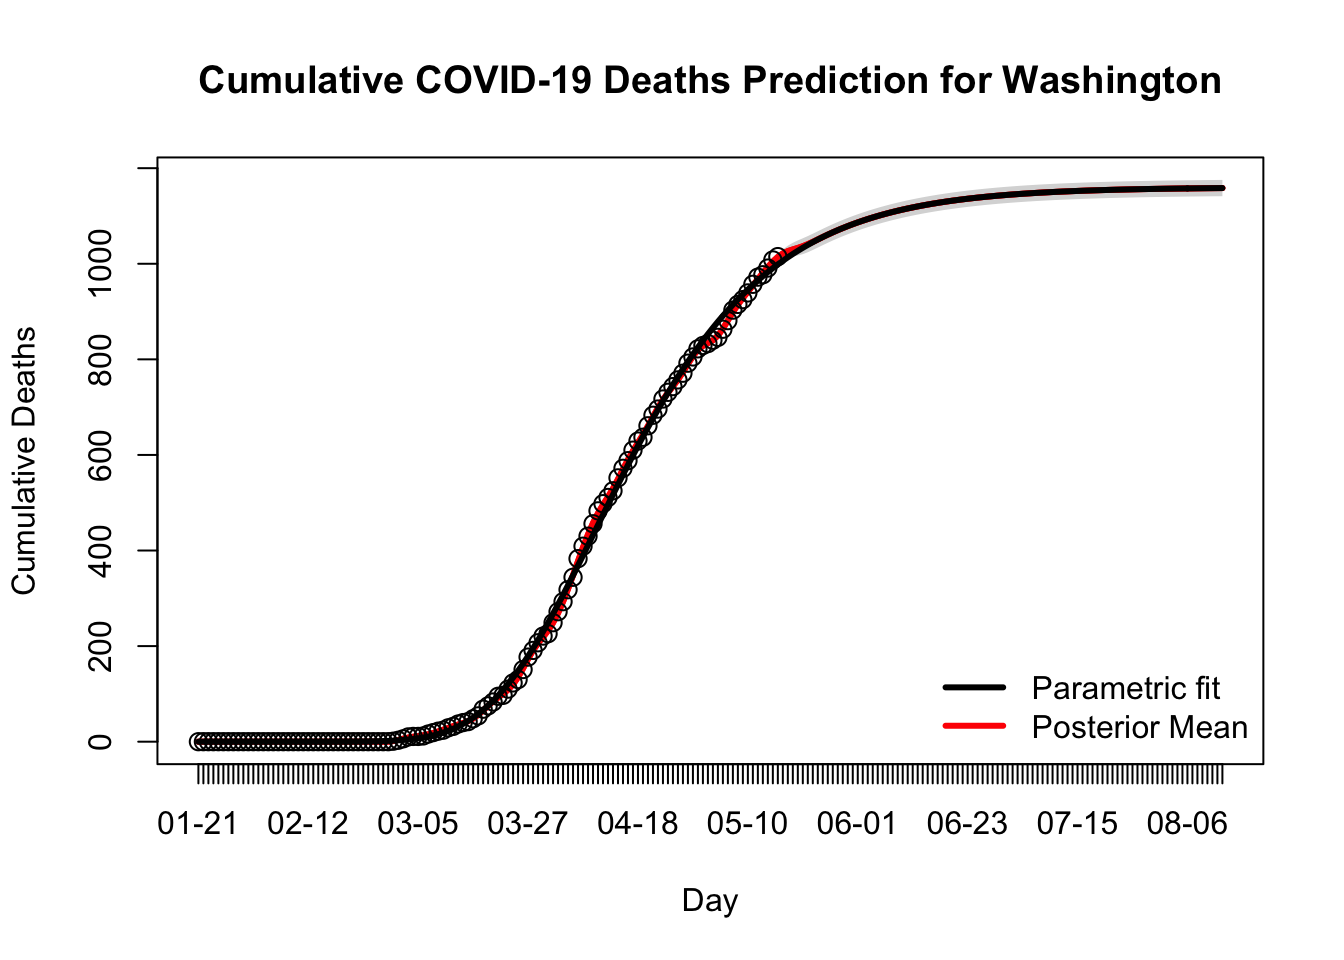 Cumulative COVID-19 Deaths Prediction for Washington
Cumulative Deaths
1000
800
600
400
200
0
Parametric fit
Posterior Mean
01-21 02-12 03-05 03-27 04-18 05-10 06-01 06-23 07-15 08-06
Day